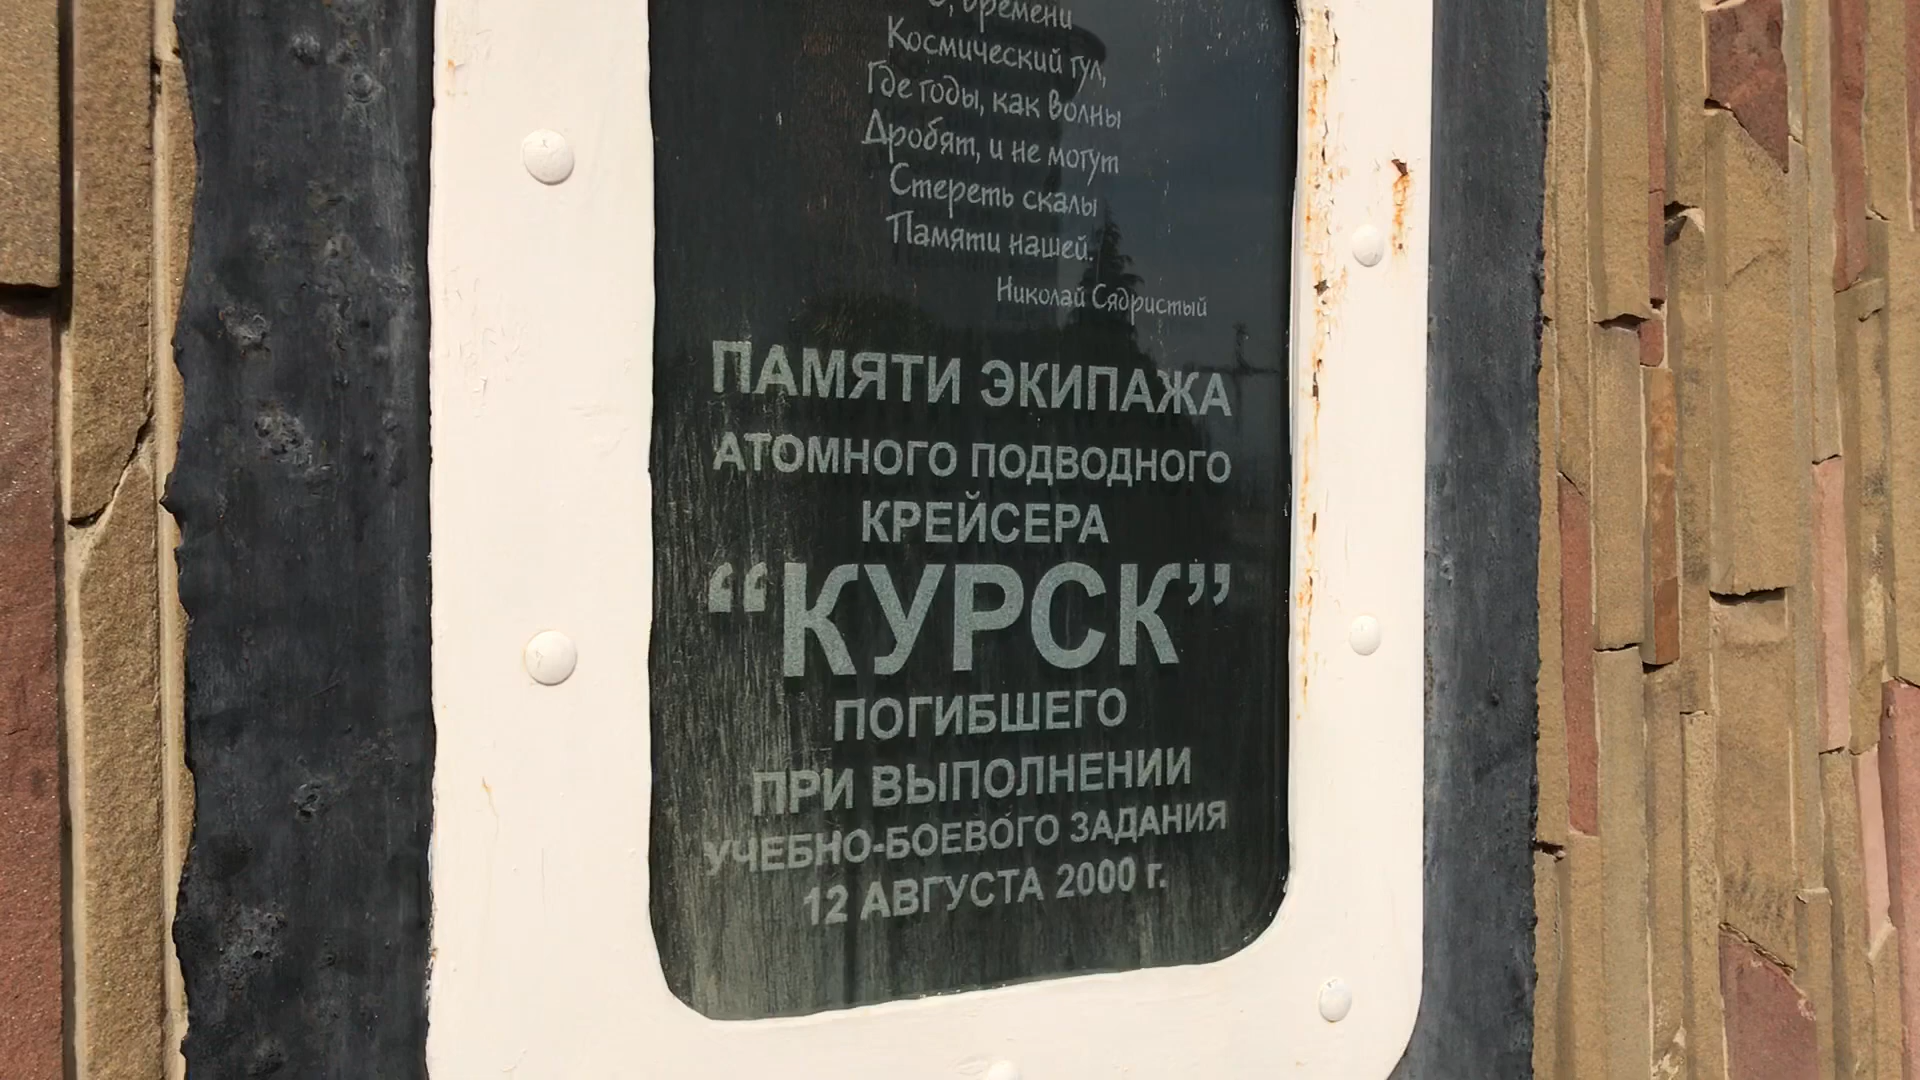 О, времени
Космический гул,
Где годы, как волны
Дробят, и не могут
Стереть скалы
Памяти нашей.
Николай Сядристый
ПАМЯТИ ЭКИПАЖА
АТОМНОГО ПОДВОДНОГО
КРЕЙСЕРА
“КУРСК”
ПОГИБШЕГО
ПРИ ВЫПОЛНЕНИИ
УЧЕБНО-БОЕВОГО ЗАДАНИЯ
12 АВГУСТА 2000 г.